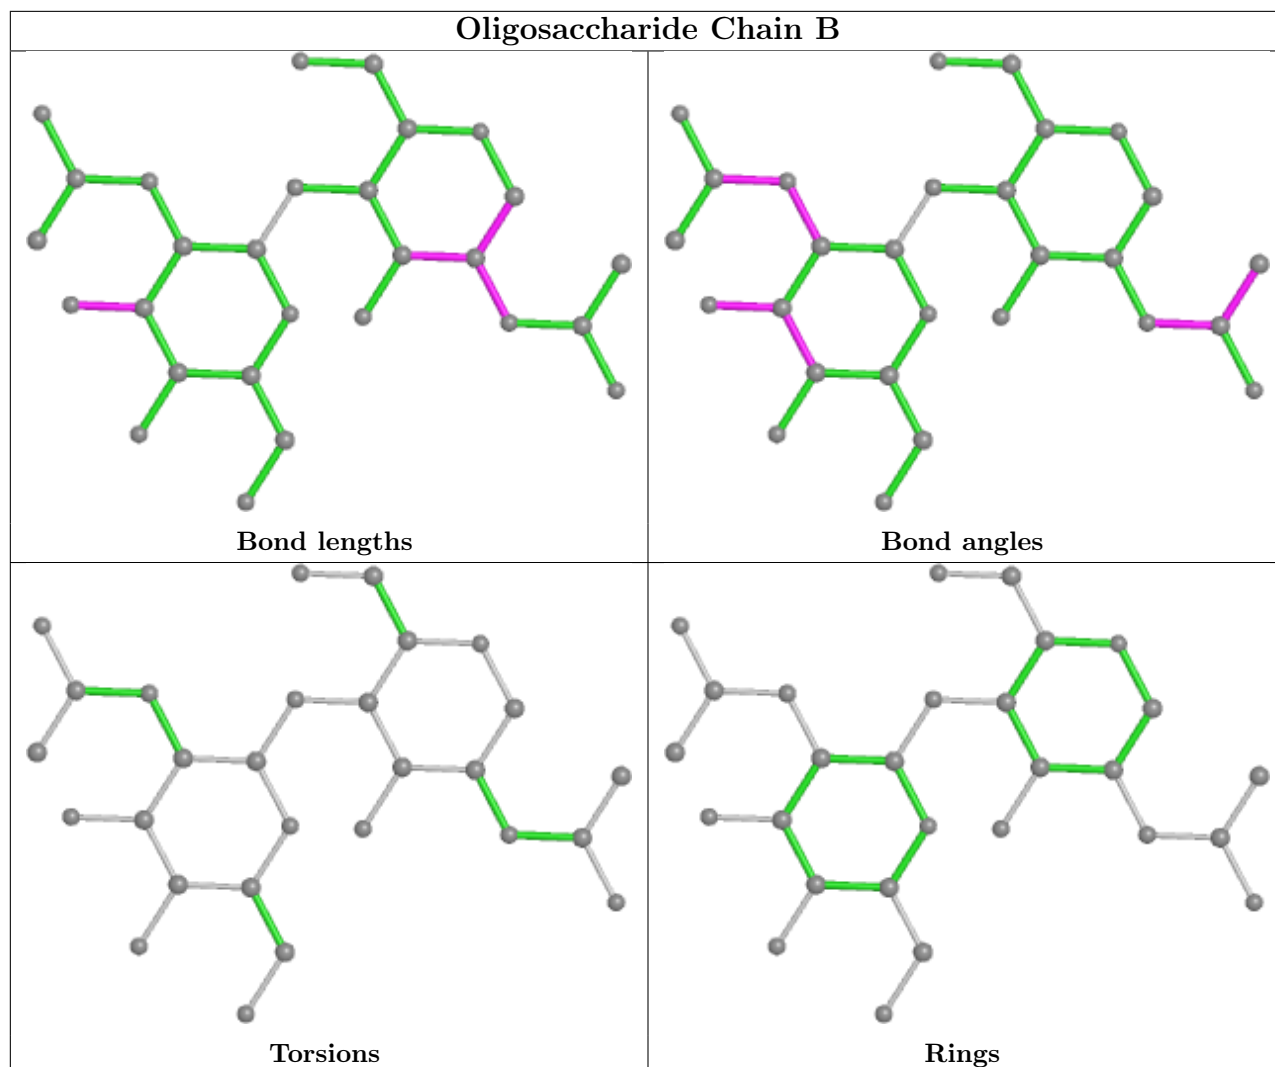 Oligosaccharide Chain B
Bond lengths
Bond angles
Torsions
Rings